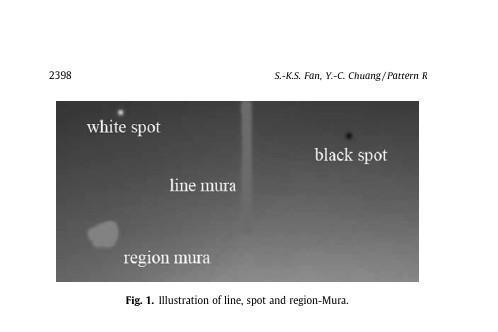 2398
S.-K.S. Fan, Y.-C. Chuang / Pattern R
white spot
black spot
line mura
region mura
Fig. 1. Illustration of line, spot and region-Mura.